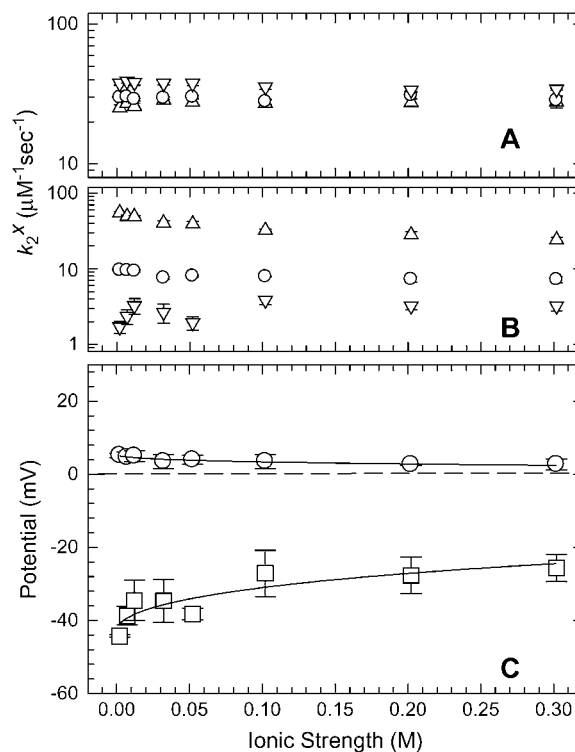 100
10
A
k₂ˣ (μM⁻¹sec⁻¹)
100
10
1
B
20
0
-20
-40
-60
Potential (mV)
C
0.00 0.05 0.10 0.15 0.20 0.25 0.30
Ionic Strength (M)